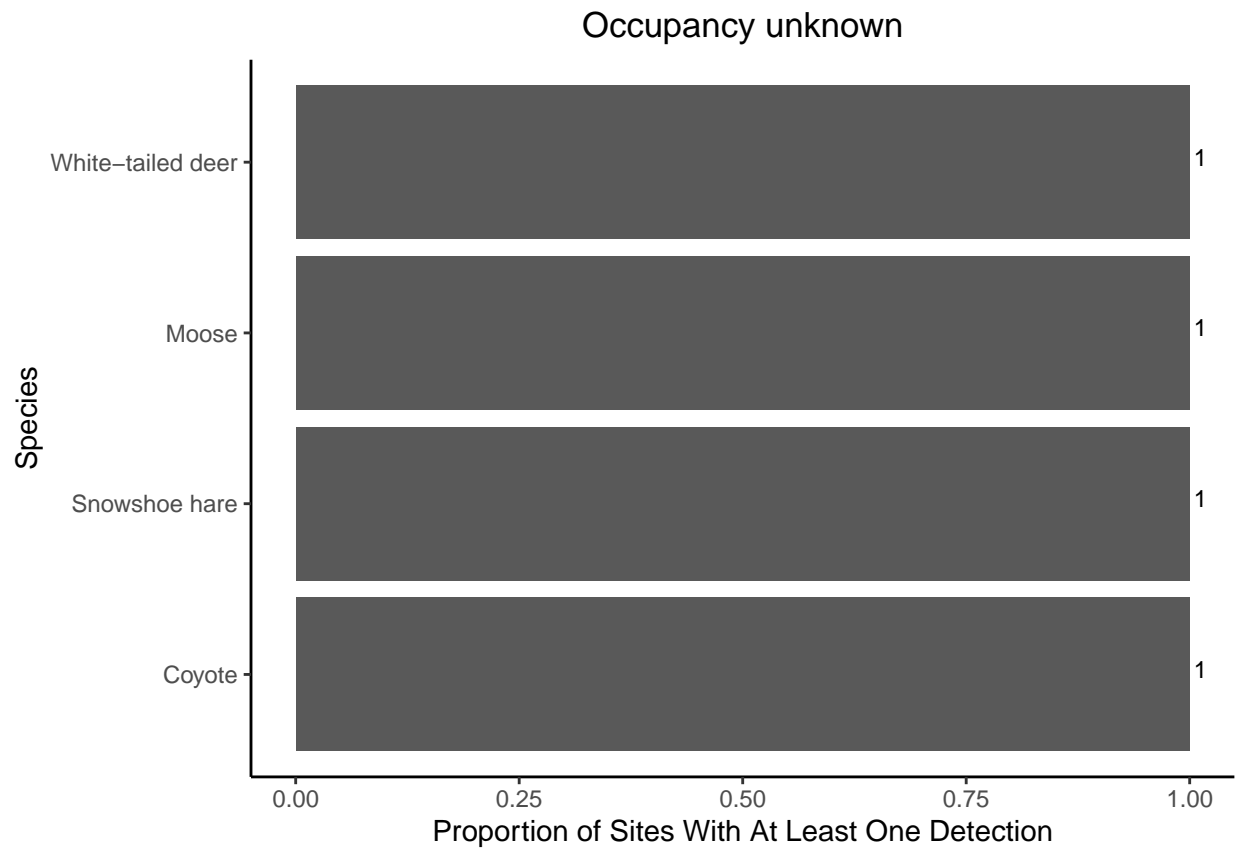 Occupancy unknown
White−tailed deer
1
Moose
1
Species
Snowshoe hare
1
Coyote
1
0.00 0.25 0.50 0.75 1.00
Proportion of Sites With At Least One Detection